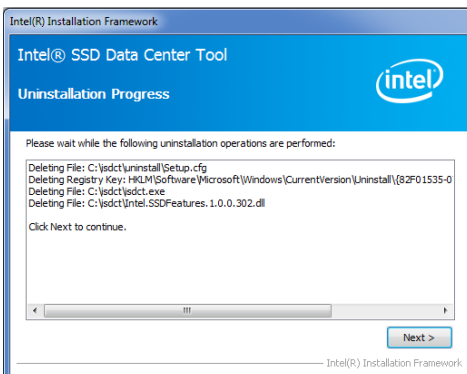 Intel(R) Installation Framework
Intel® SSD Data Center Tool
Uninstallation Progress
intel
Please wait while the following uninstallation operations are performed:
Deleting File: C:\isdct\uninstall\Setup.cfg
Deleting Registry Key: HKLM\Software\Microsoft\Windows\CurrentVersion\Uninstall\{82F01535-0
Deleting File: C:\isdct\isdct.exe
Deleting File: C:\isdct\Intel.SSDFeatures.1.0.0.302.dll
Click Next to continue.
Next >
Intel(R) Installation Framework